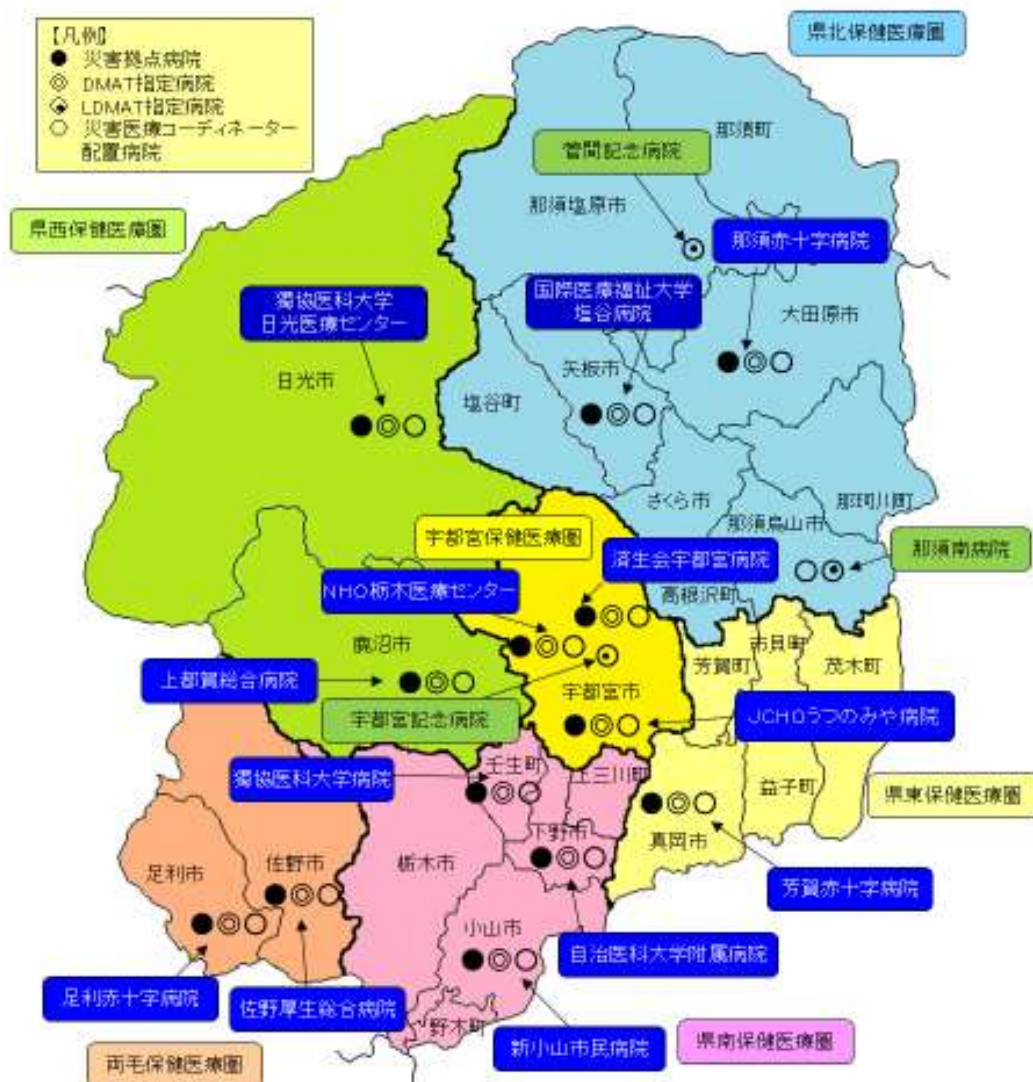 【凡例】
● 災害拠点病院
◎ DMAT指定病院
LDMAT指定病院
○ 災害医療コーディネーター
配置病院
県北保健医療圏
那須町
菅間記念病院
那須塩原市
県西保健医療圏
那須赤十字病院
国際医療福祉大学
塩谷病院
獨協医科大学
日光医療センター
大田原市
矢板市
日光市
塩谷町
さくら市
那珂川町
那須烏山市
宇都宮保健医療圏
済生会宇都宮病院
那須南病院
NHO栃木医療センター
高根沢町
市貝町
芳賀町
茂木町
鹿沼市
上都賀総合病院
宇都宮市
宇都宮記念病院
JCHOうつのみや病院
壬生町
上三川町
獨協医科大学病院
益子町
県東保健医療圏
下野市
真岡市
栃木市
佐野市
足利市
芳賀赤十字病院
小山市
自治医科大学附属病院
足利赤十字病院
佐野厚生総合病院
野木町
新小山市民病院
県南保健医療圏
両毛保健医療圏